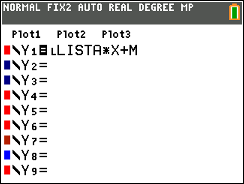 NORMAL FIX2 AUTO REAL DEGREE MP
Plot1 Plot2 Plot3
\Y₁=ʟLISTA*X+M
\Y₂=
\Y₃=
\Y₄=
\Y₅=
\Y₆=
\Y₇=
\Y₈=
\Y₉=